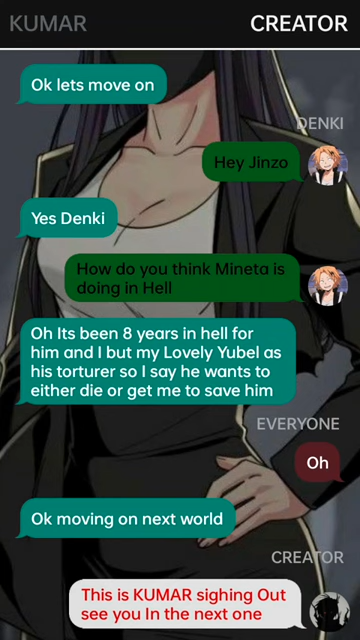 KUMAR
CREATOR
Ok lets move on
DENKI
Hey Jinzo
Yes Denki
How do you think Mineta is
doing in Hell
Oh Its been 8 years in hell for
him and I but my Lovely Yubel as
his torturer so I say he wants to
either die or get me to save him
EVERYONE
Oh
Ok moving on next world
CREATOR
This is KUMAR sighing Out
see you In the next one